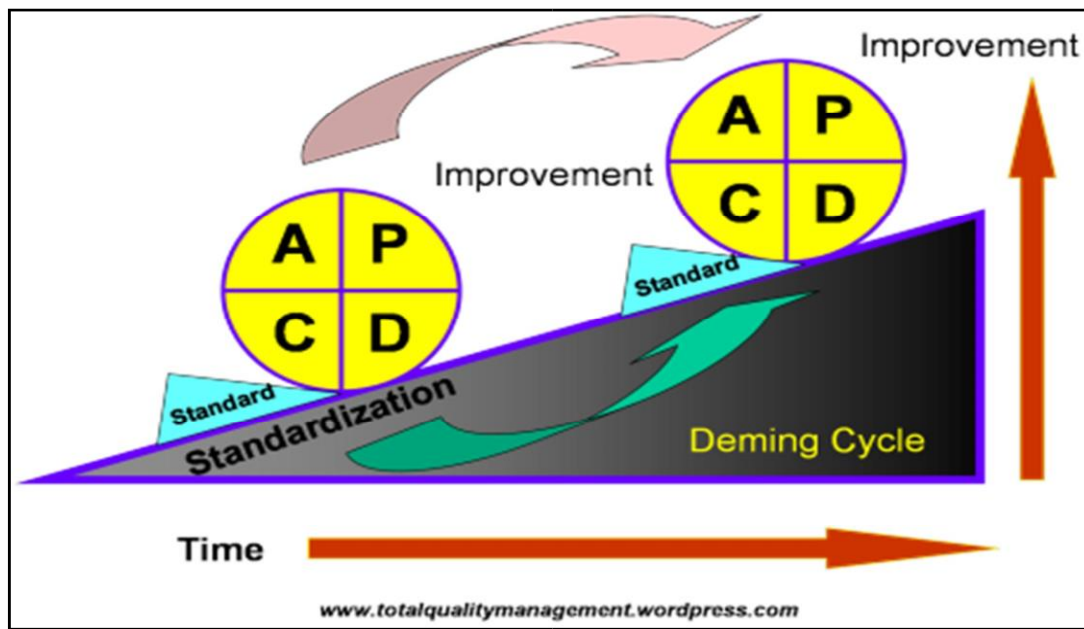 Improvement
A P
C D
Improvement
Standard
A P
C D
Standard
Standardization
Deming Cycle
Time
www.totalqualitymanagement.wordpress.com